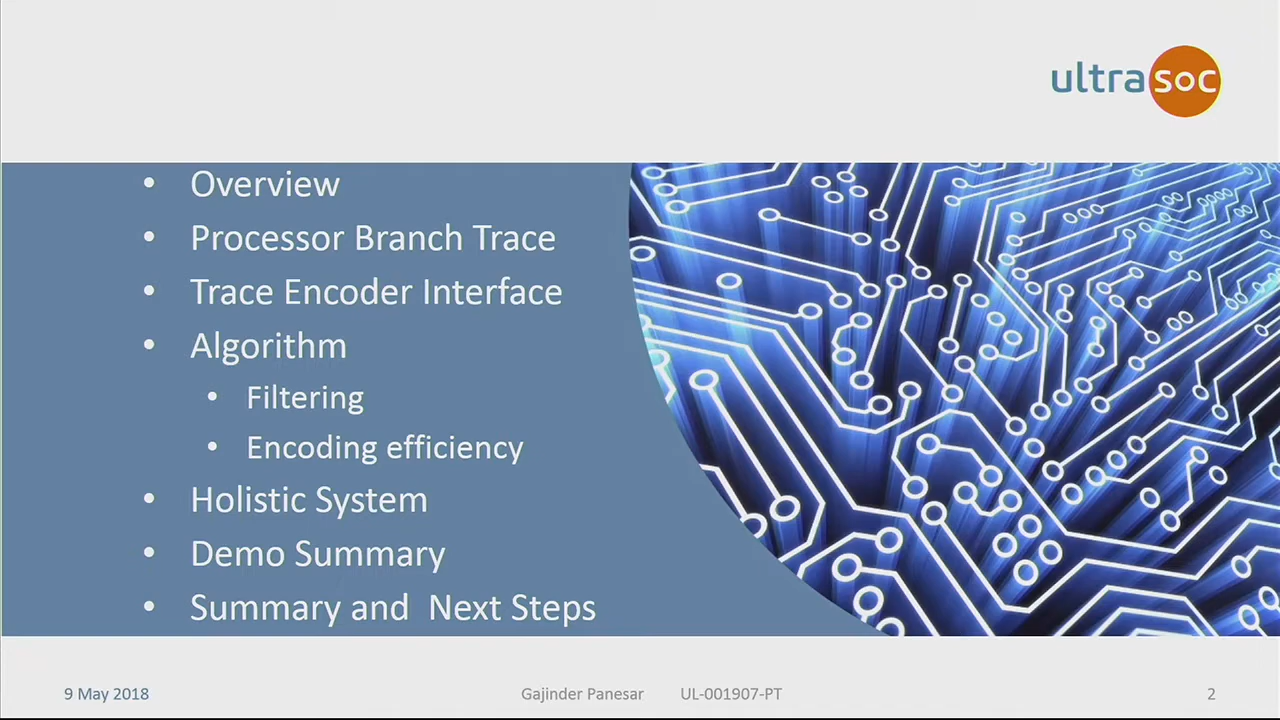 ultrasoc
• Overview
• Processor Branch Trace
• Trace Encoder Interface
• Algorithm
• Filtering
• Encoding efficiency
• Holistic System
• Demo Summary
• Summary and Next Steps
9 May 2018 Gajinder Panesar UL-001907-PT 2